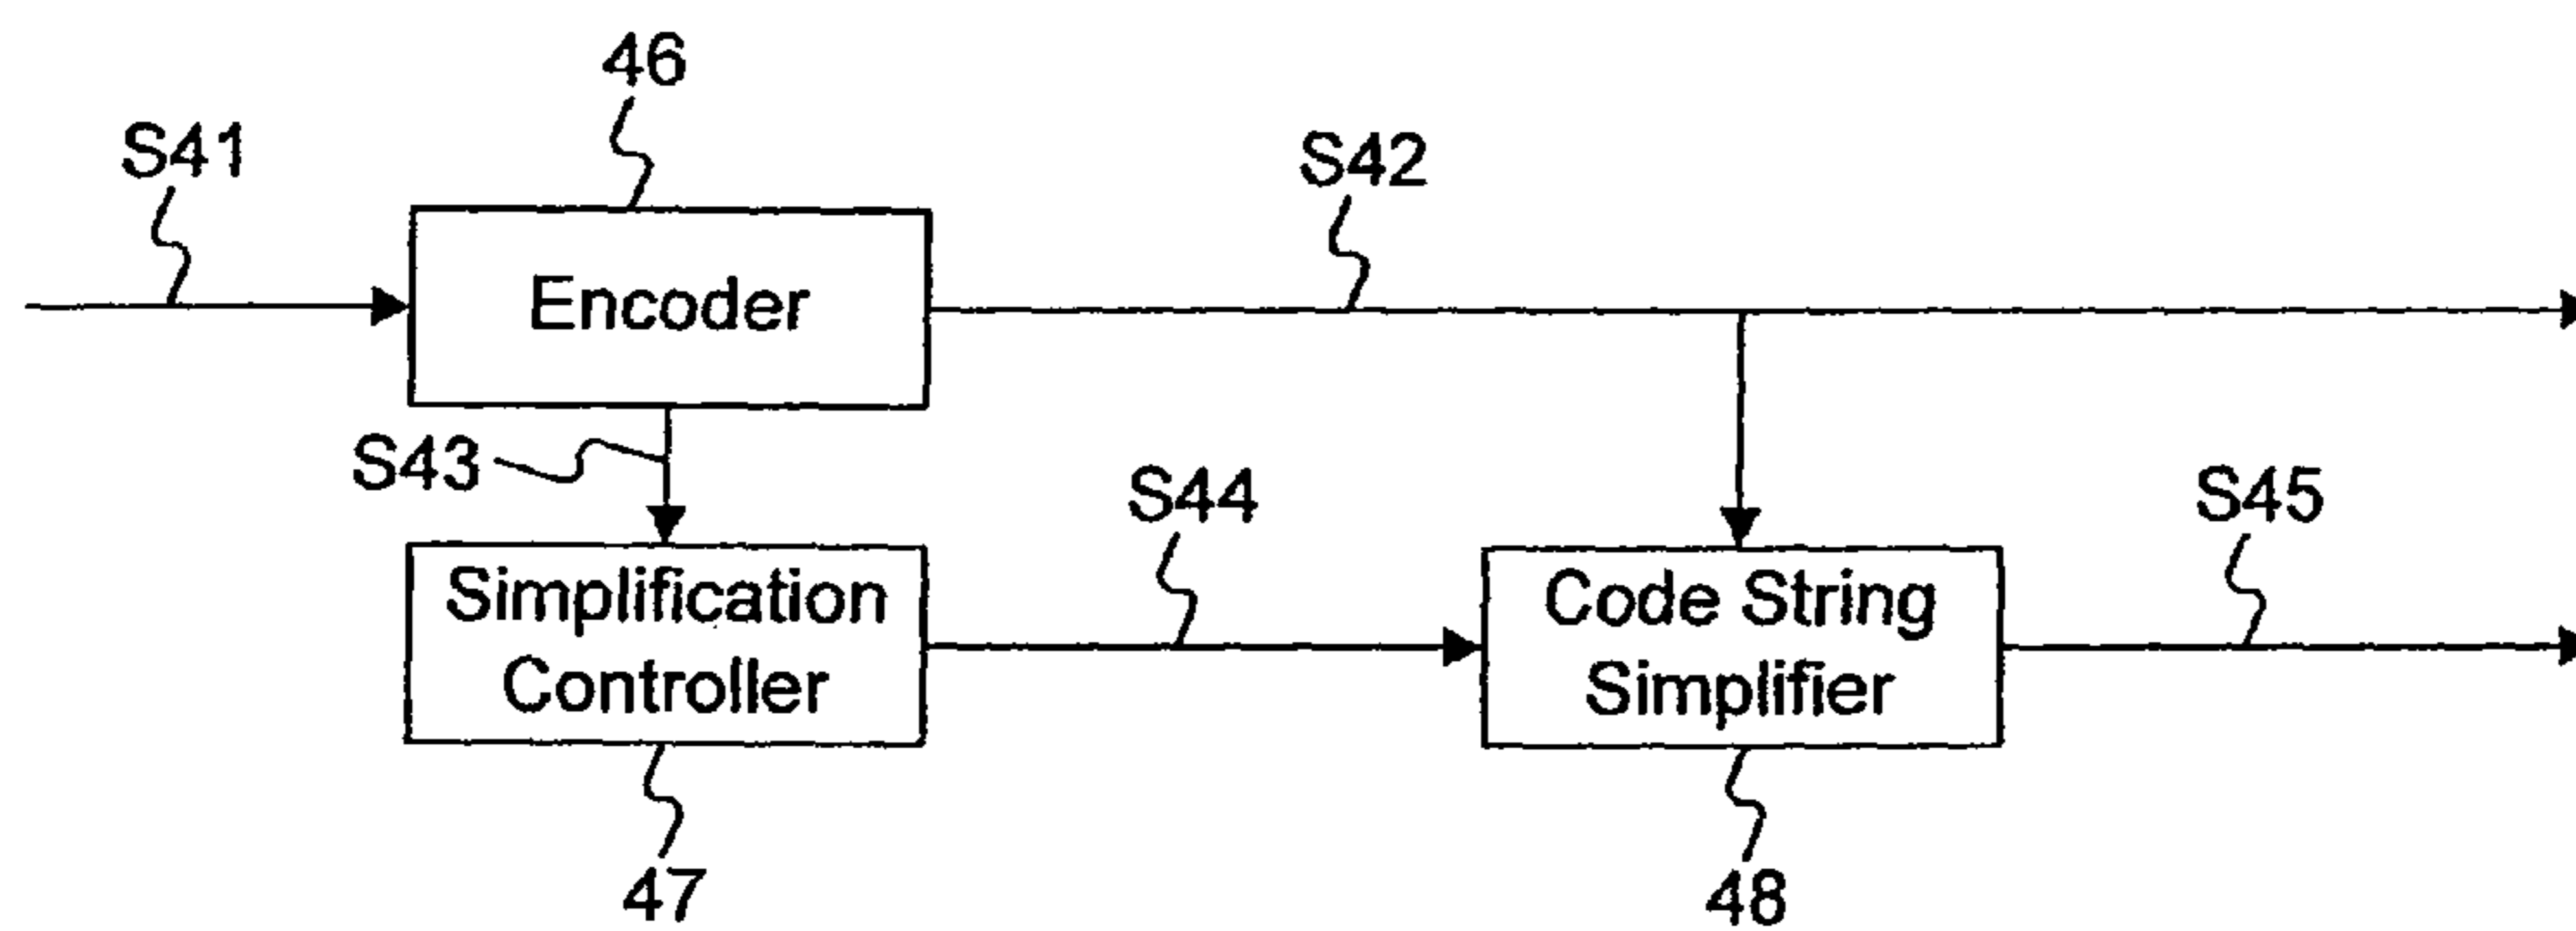 46
S41
S42
Encoder
S43
S44
S45
Simplification
Controller
Code String
Simplifier
47
48